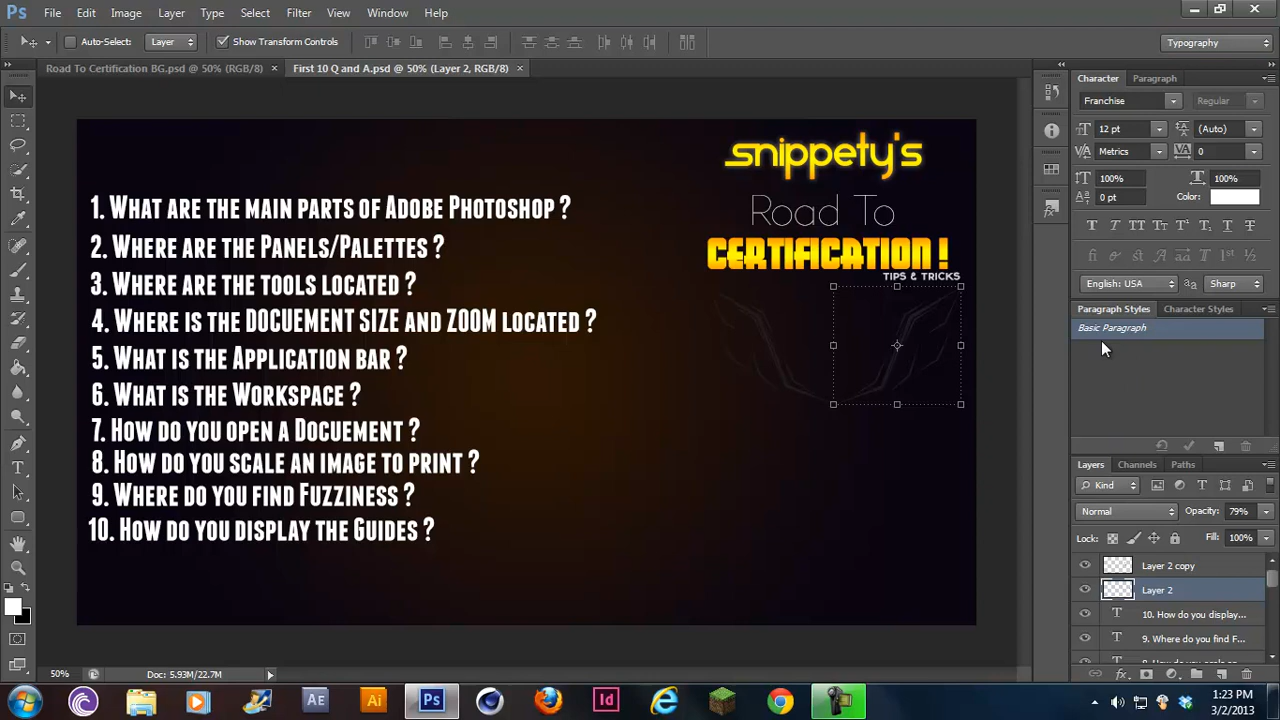 Ps File Edit Image Layer Type Select Filter View Window Help
Auto-Select: Layer Show Transform Controls Typography
Road To Certification BG.psd @ 50% (RGB/8) × First 10 Q and A.psd @ 50% (Layer 2, RGB/8) ×
Snippety's
Road To
CERTIFICATION !
TIPS & TRICKS
1. What are the main parts of Adobe Photoshop ?
2. Where are the Panels/Palettes ?
3. Where are the tools located ?
4. Where is the DOCUEMENT SIZE and ZOOM located ?
5. What is the Application bar ?
6. What is the Workspace ?
7. How do you open a Docuement ?
8. How do you scale an image to print ?
9. Where do you find Fuzziness ?
10. How do you display the Guides ?
Character Paragraph
Franchise Regular
12 pt (Auto)
Metrics 0
100% 100%
0 pt Color:
English: USA Sharp
Paragraph Styles Character Styles
Basic Paragraph
Layers Channels Paths
Kind
Normal Opacity: 79%
Lock: Fill: 100%
Layer 2 copy
Layer 2
10. How do you display...
9. Where do you find F...
50% Doc: 5.93M/22.7M
Ae Ai Ps Id
1:23 PM
3/2/2013